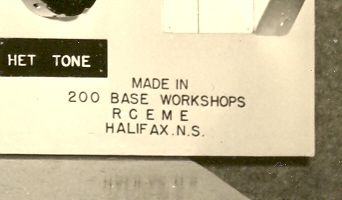 HET TONE
MADE IN
200 BASE WORKSHOPS
R C E M E
HALIFAX.N.S.